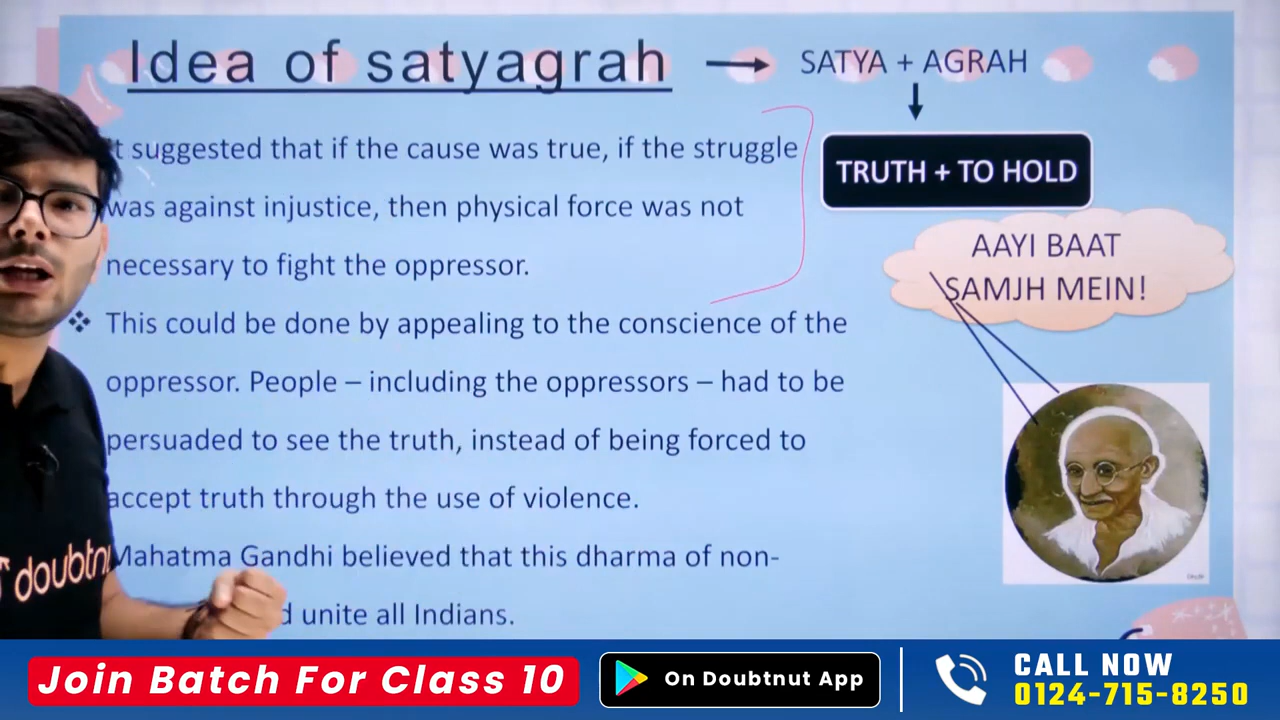 Idea of satyagrah
SATYA + AGRAH
TRUTH + TO HOLD
t suggested that if the cause was true, if the struggle
was against injustice, then physical force was not
necessary to fight the oppressor.
AAYI BAAT
SAMJH MEIN!
❖ This could be done by appealing to the conscience of the
oppressor. People – including the oppressors – had to be
persuaded to see the truth, instead of being forced to
accept truth through the use of violence.
Mahatma Gandhi believed that this dharma of non-
d unite all Indians.
doubtn
Join Batch For Class 10
On Doubtnut App
CALL NOW
0124-715-8250